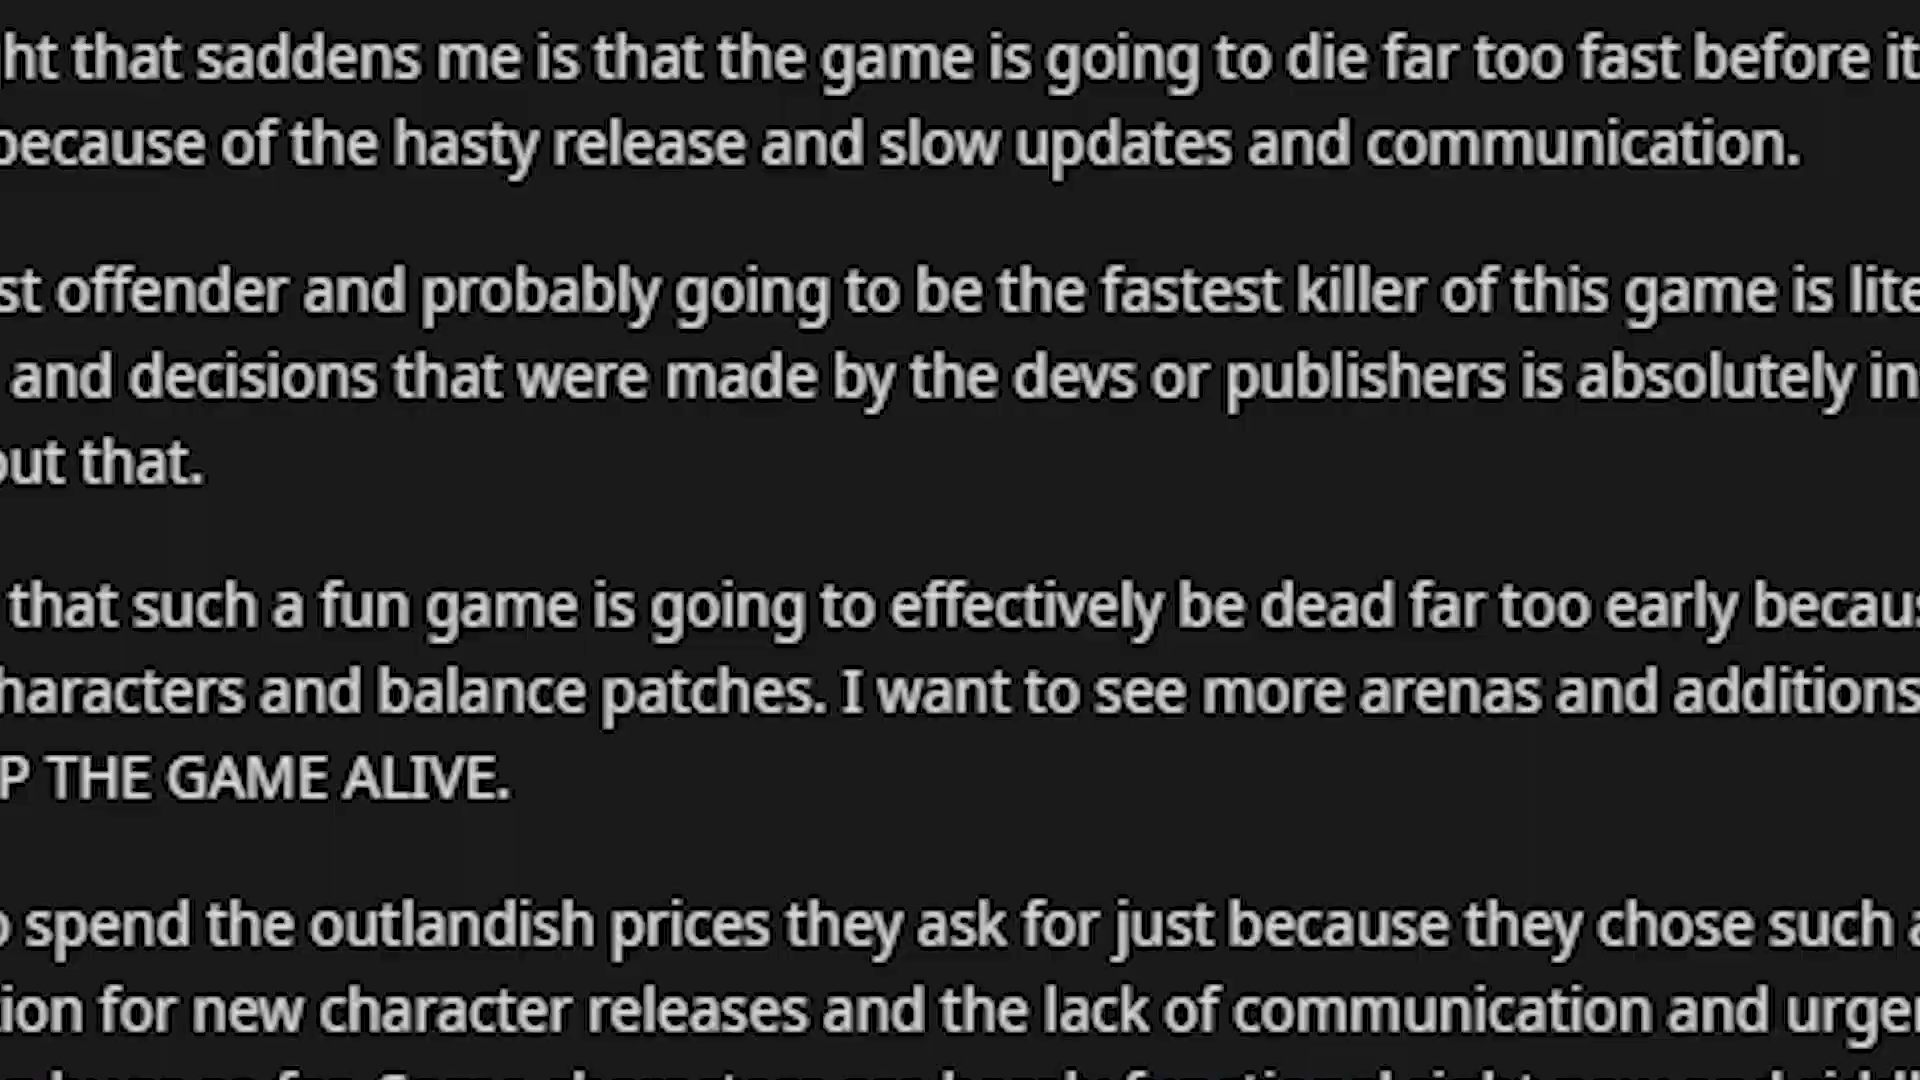 ht that saddens me is that the game is going to die far too fast before it
because of the hasty release and slow updates and communication.
st offender and probably going to be the fastest killer of this game is lite
and decisions that were made by the devs or publishers is absolutely in
out that.
that such a fun game is going to effectively be dead far too early becaus
haracters and balance patches. I want to see more arenas and additions
P THE GAME ALIVE.
o spend the outlandish prices they ask for just because they chose such a
tion for new character releases and the lack of communication and urgen